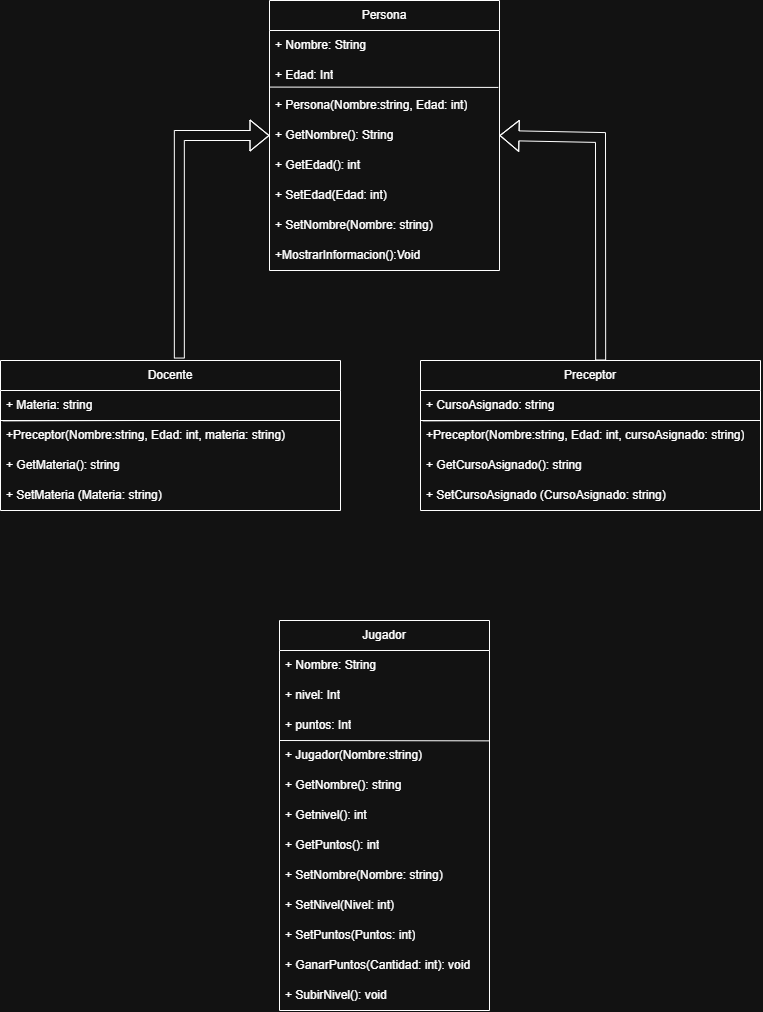 Persona
+ Nombre: String
+ Edad: Int
+ Persona(Nombre:string, Edad: int)
+ GetNombre(): String
+ GetEdad(): int
+ SetEdad(Edad: int)
+ SetNombre(Nombre: string)
+MostrarInformacion():Void
Docente
+ Materia: string
+Preceptor(Nombre:string, Edad: int, materia: string)
+ GetMateria(): string
+ SetMateria (Materia: string)
Preceptor
+ CursoAsignado: string
+Preceptor(Nombre:string, Edad: int, cursoAsignado: string)
+ GetCursoAsignado(): string
+ SetCursoAsignado (CursoAsignado: string)
Jugador
+ Nombre: String
+ nivel: Int
+ puntos: Int
+ Jugador(Nombre:string)
+ GetNombre(): string
+ Getnivel(): int
+ GetPuntos(): int
+ SetNombre(Nombre: string)
+ SetNivel(Nivel: int)
+ SetPuntos(Puntos: int)
+ GanarPuntos(Cantidad: int): void
+ SubirNivel(): void